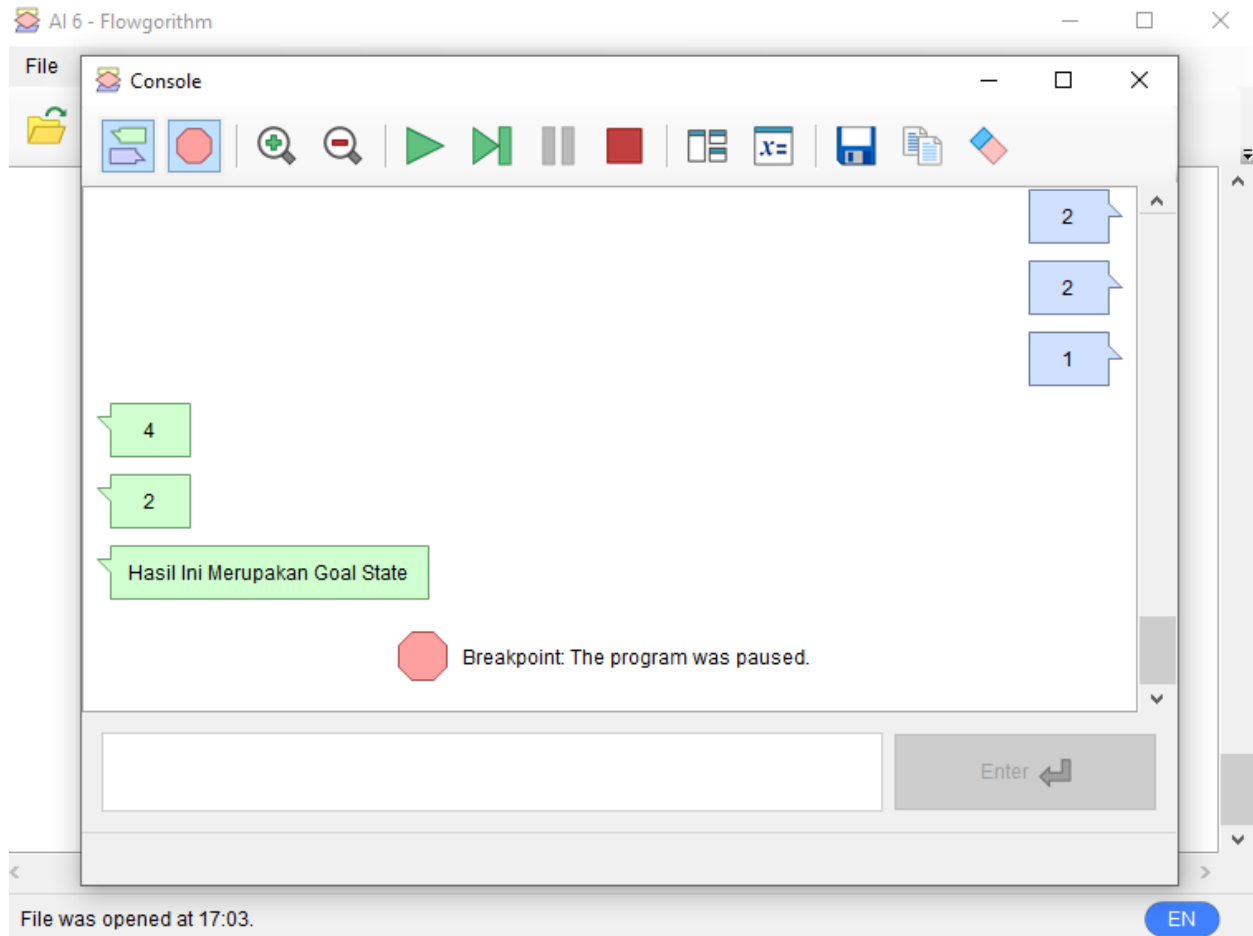 AI 6 - Flowgorithm
File
Console
x=
2
2
1
4
2
Hasil Ini Merupakan Goal State
Breakpoint: The program was paused.
Enter
File was opened at 17:03.
EN